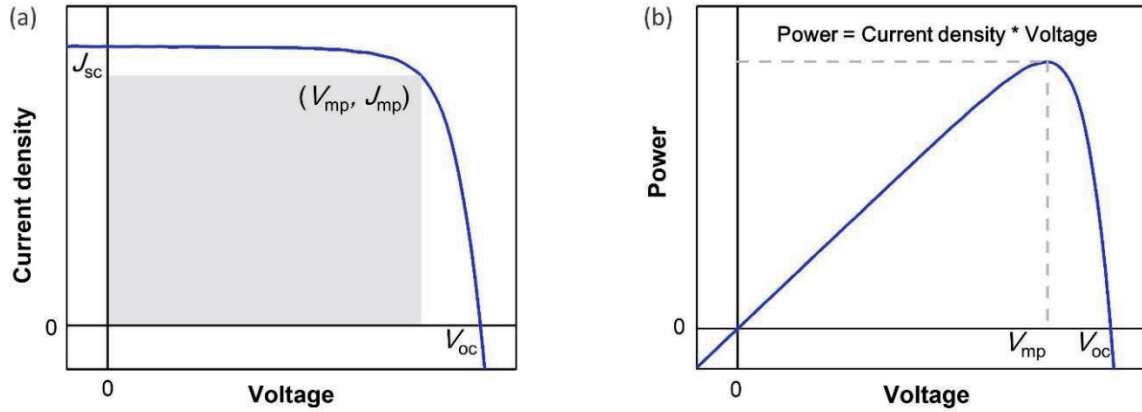 (a)
J_sc
(V_mp, J_mp)
Current density
0
V_oc
0
Voltage
(b)
Power = Current density * Voltage
Power
0
V_mp
V_oc
0
Voltage